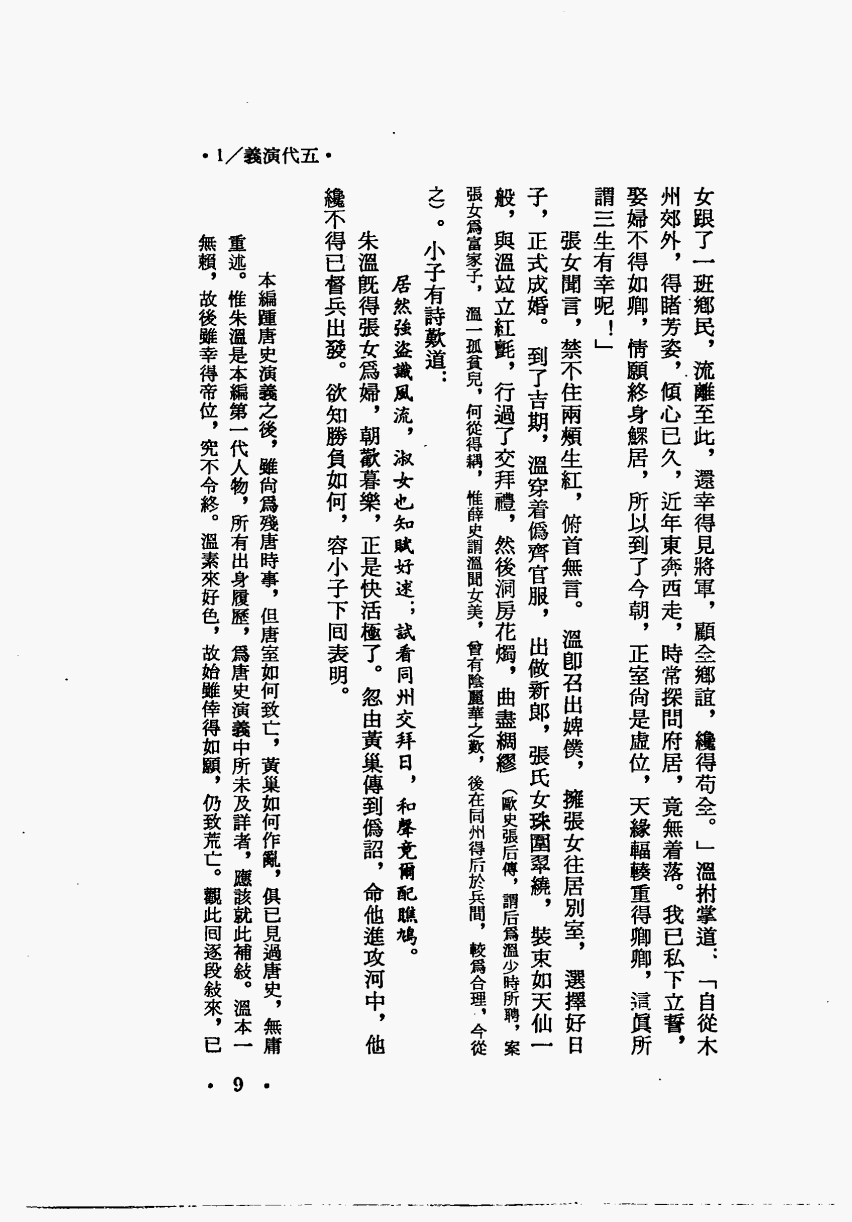 •五代演義／1•
女跟了一班鄉民，流離至此，還幸得見將軍，顧全鄉誼，纔得苟全。」溫拊掌道：「自從木
州郊外，得睹芳姿，傾心已久，近年東奔西走，時常探問府居，竟無着落。我已私下立誓，
娶婦不得如卿，情願終身鰥居，所以到了今朝，正室尙是虛位，天緣輻輳重得卿卿，這眞所
謂三生有幸呢！」
張女聞言，禁不住兩頰生紅，俯首無言。溫卽召出婢僕，擁張女往居別室，選擇好日
子，正式成婚。到了吉期，溫穿着僞齊官服，出做新郞，張氏女珠圍翠繞，裝束如天仙一
般，與溫竝立紅氈，行過了交拜禮，然後洞房花燭，曲盡綢繆（歐史張后傳，謂后爲溫少時所聘，案
張女爲富家子，溫一孤貧兒，何從得耦，惟薛史謂溫聞女美，曾有陰麗華之歎，後在同州得后於兵間，較爲合理，今從
之）。小子有詩歎道：
居然強盜識風流，淑女也知賦好逑；試看同州交拜日，和聲竟爾配雎鳩。
朱溫旣得張女爲婦，朝歡暮樂，正是快活極了。忽由黃巢傳到僞詔，命他進攻河中，他
纔不得已督兵出發。欲知勝負如何，容小子下回表明。
本編踵唐史演義之後，雖尙爲殘唐時事，但唐室如何致亡，黃巢如何作亂，俱已見過唐史，無庸
重述。惟朱溫是本編第一代人物，所有出身履歷，爲唐史演義中所未及詳者，應該就此補敍。溫本一
無賴，故後雖幸得帝位，究不令終。溫素來好色，故始雖倖得如願，仍致荒亡。觀此回逐段敍來，已
•9•